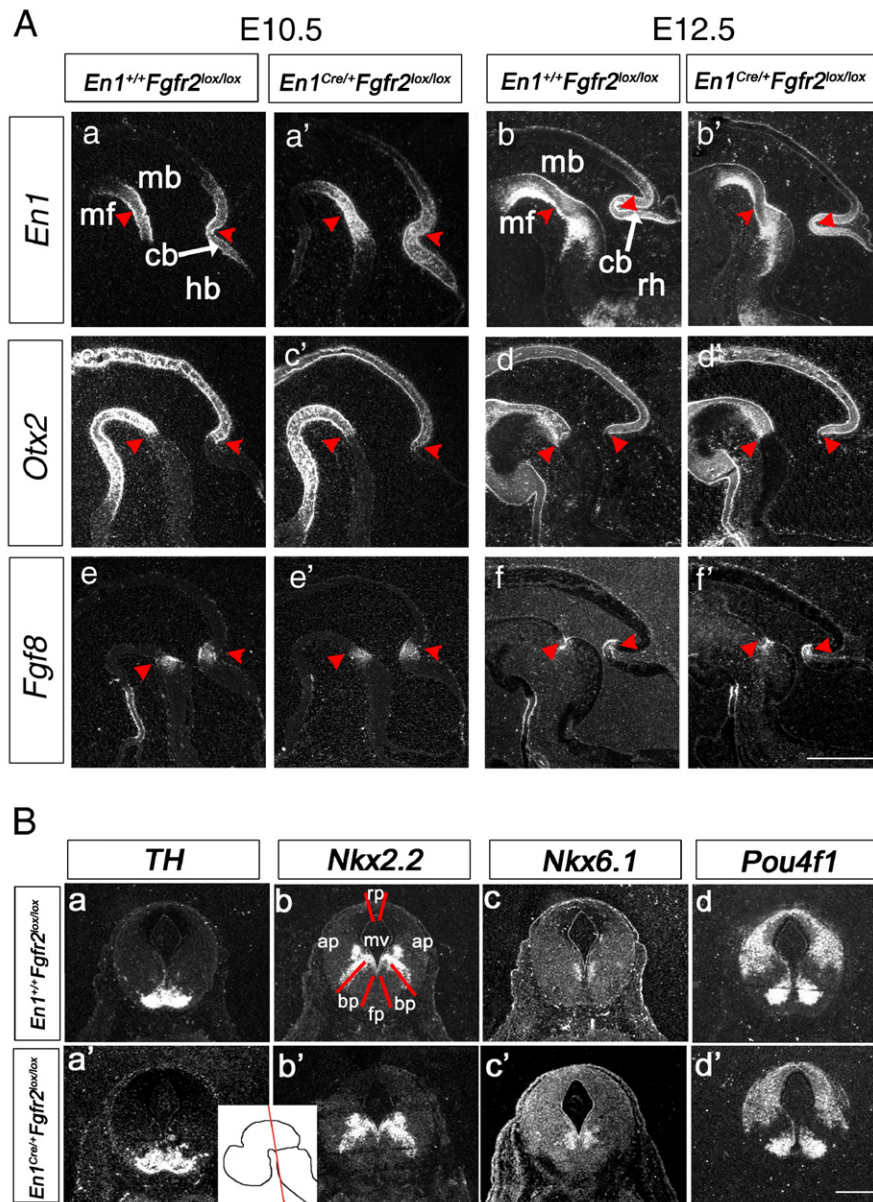 A
E10.5 E12.5
En1+/+Fgfr2lox/lox En1Cre/+Fgfr2lox/lox En1+/+Fgfr2lox/lox En1Cre/+Fgfr2lox/lox
En1
a a' b b'
mb mb
mf mf
cb cb
hb rh
Otx2
c c' d d'
Fgf8
e e' f f'
B
TH Nkx2.2 Nkx6.1 Pou4f1
En1+/+Fgfr2lox/lox
a b c d
rp
ap mv ap
bp fp bp
En1Cre/+Fgfr2lox/lox
a' b' c' d'